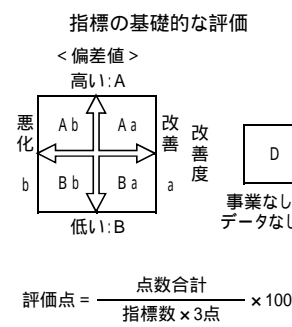 指標の基礎的な評価
<偏差値>
高い:A
悪化
b
Ab Aa
Bb Ba
改善
a
改善度
低い:B
D
事業なし
データなし
評価点 = 点数合計 / 指標数×3点 ×100